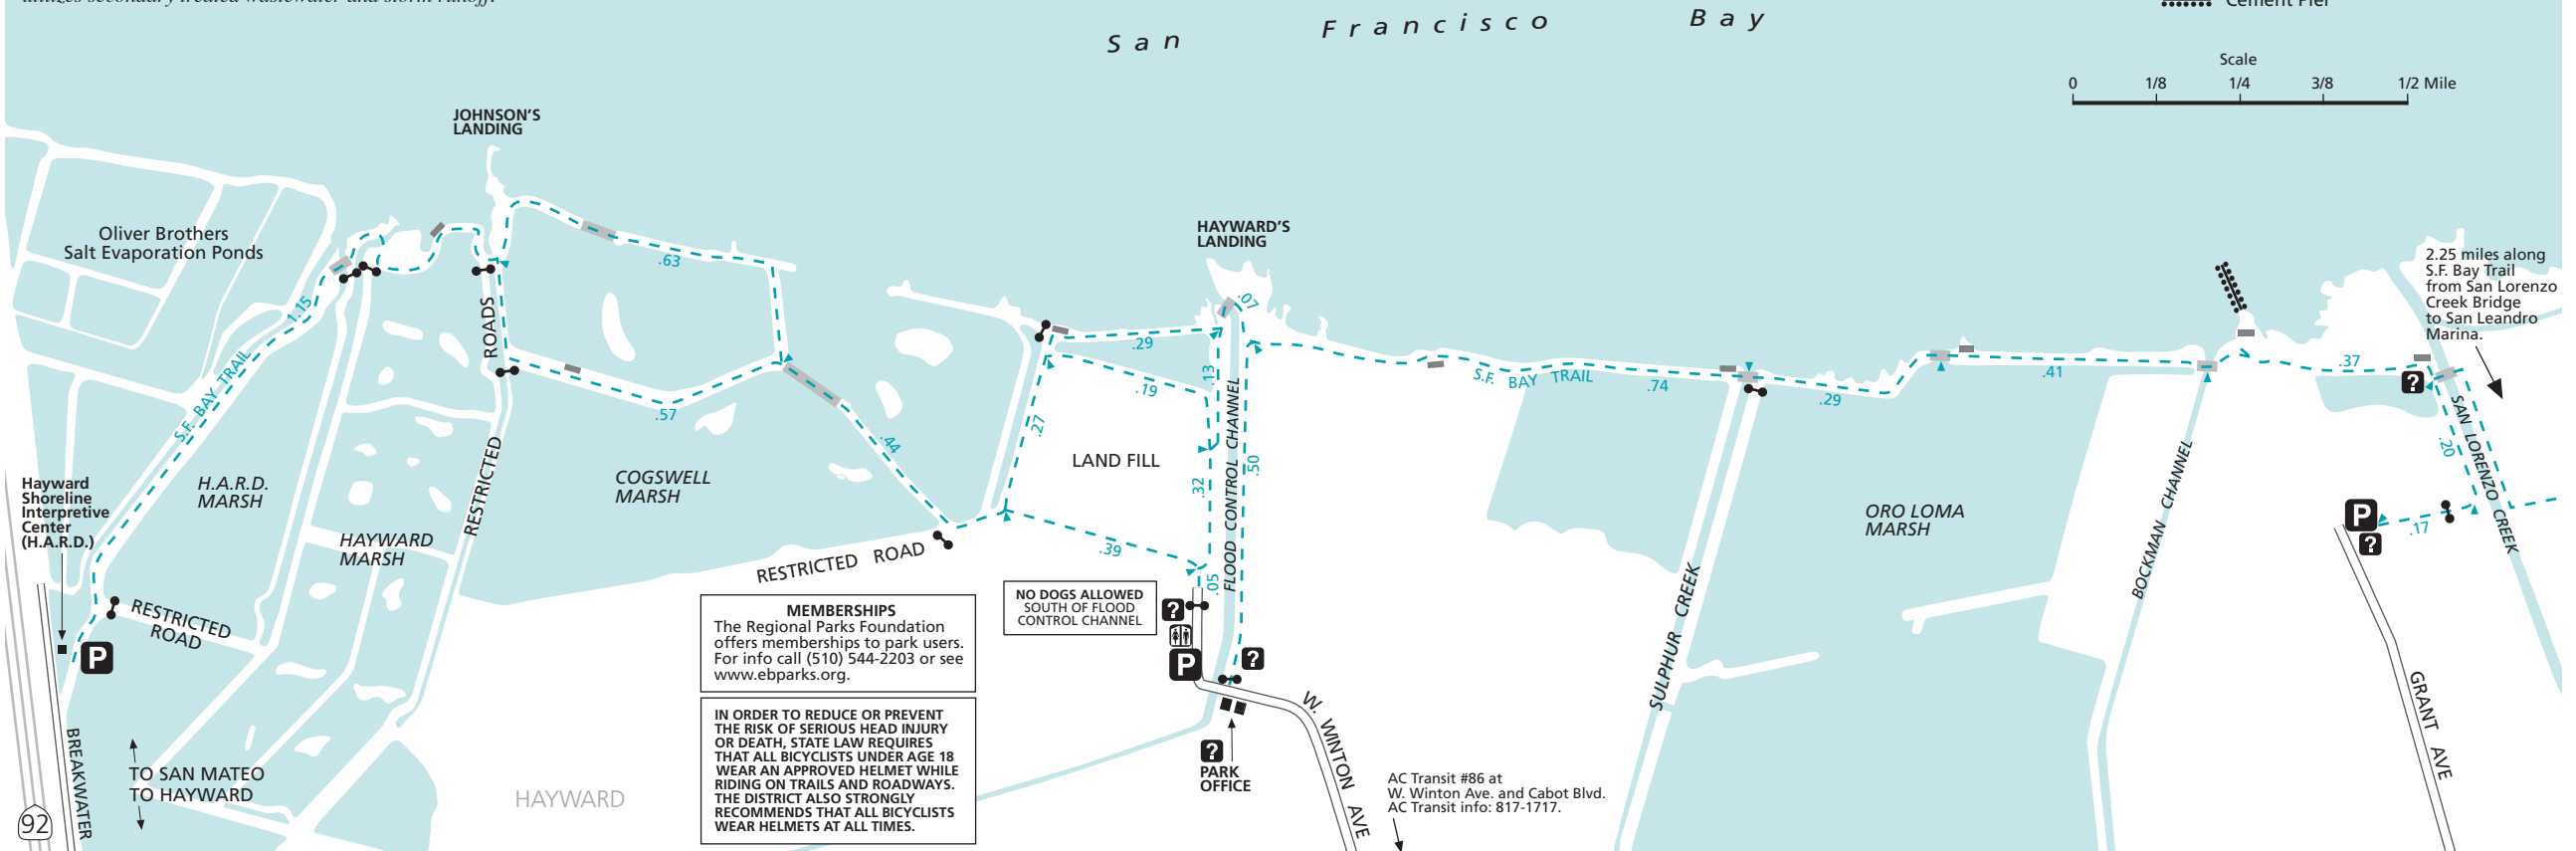 utilizes secondary treated wastewater and storm runoff.
San Francisco Bay
Cement Pier
Scale
0 1/8 1/4 3/8 1/2 Mile
JOHNSON'S
LANDING
HAYWARD'S
LANDING
Oliver Brothers
Salt Evaporation Ponds
2.25 miles along
S.F. Bay Trail
from San Lorenzo
Creek Bridge
to San Leandro
Marina.
1.15
S.F. BAY TRAIL
.63
ROADS
RESTRICTED
.57
.44
.29
.19
.27
.13
.07
.32
.50
.39
.05
S.F. BAY TRAIL
.74
.29
.41
.37
.20
.17
H.A.R.D.
MARSH
HAYWARD
MARSH
COGSWELL
MARSH
LAND FILL
FLOOD CONTROL CHANNEL
ORO LOMA
MARSH
SULPHUR CREEK
BOCKMAN CHANNEL
SAN LORENZO CREEK
?
P
?
GRANT AVE
Hayward
Shoreline
Interpretive
Center
(H.A.R.D.)
RESTRICTED
ROAD
P
RESTRICTED ROAD
MEMBERSHIPS
The Regional Parks Foundation
offers memberships to park users.
For info call (510) 544-2203 or see
www.ebparks.org.
IN ORDER TO REDUCE OR PREVENT
THE RISK OF SERIOUS HEAD INJURY
OR DEATH, STATE LAW REQUIRES
THAT ALL BICYCLISTS UNDER AGE 18
WEAR AN APPROVED HELMET WHILE
RIDING ON TRAILS AND ROADWAYS.
THE DISTRICT ALSO STRONGLY
RECOMMENDS THAT ALL BICYCLISTS
WEAR HELMETS AT ALL TIMES.
NO DOGS ALLOWED
SOUTH OF FLOOD
CONTROL CHANNEL
?
P
?
?
PARK
OFFICE
W. WINTON AVE
AC Transit #86 at
W. Winton Ave. and Cabot Blvd.
AC Transit info: 817-1717.
BREAKWATER
TO SAN MATEO
TO HAYWARD
HAYWARD
92